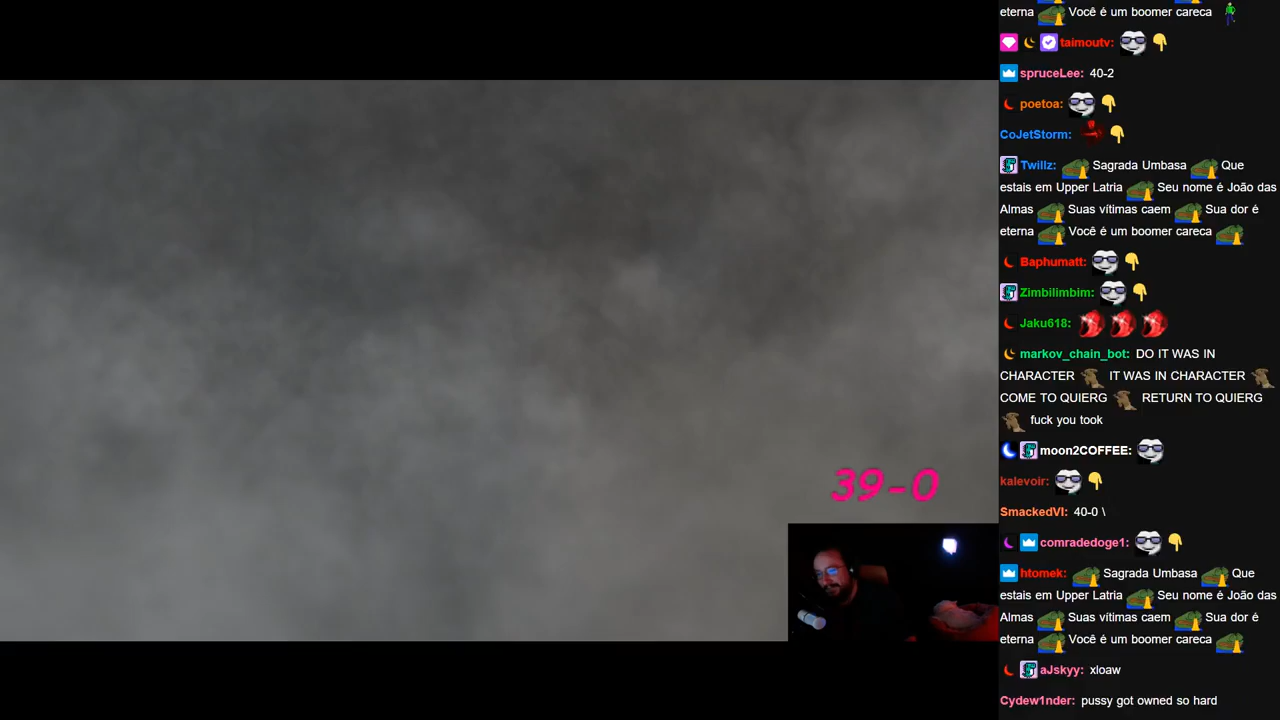 eterna Você é um boomer careca
taimoutv:
spruceLee: 40-2
poetoa:
CoJetStorm:
Twillz: Sagrada Umbasa Que
estais em Upper Latria Seu nome é João das
Almas Suas vítimas caem Sua dor é
eterna Você é um boomer careca
Baphumatt:
Zimbilimbim:
Jaku618:
markov_chain_bot: DO IT WAS IN
CHARACTER IT WAS IN CHARACTER
COME TO QUIERG RETURN TO QUIERG
fuck you took
moon2COFFEE:
kalevoir:
39-0
SmackedVI: 40-0 \
comradedoge1:
htomek: Sagrada Umbasa Que
estais em Upper Latria Seu nome é João das
Almas Suas vítimas caem Sua dor é
eterna Você é um boomer careca
aJskyy: xloaw
Cydew1nder: pussy got owned so hard